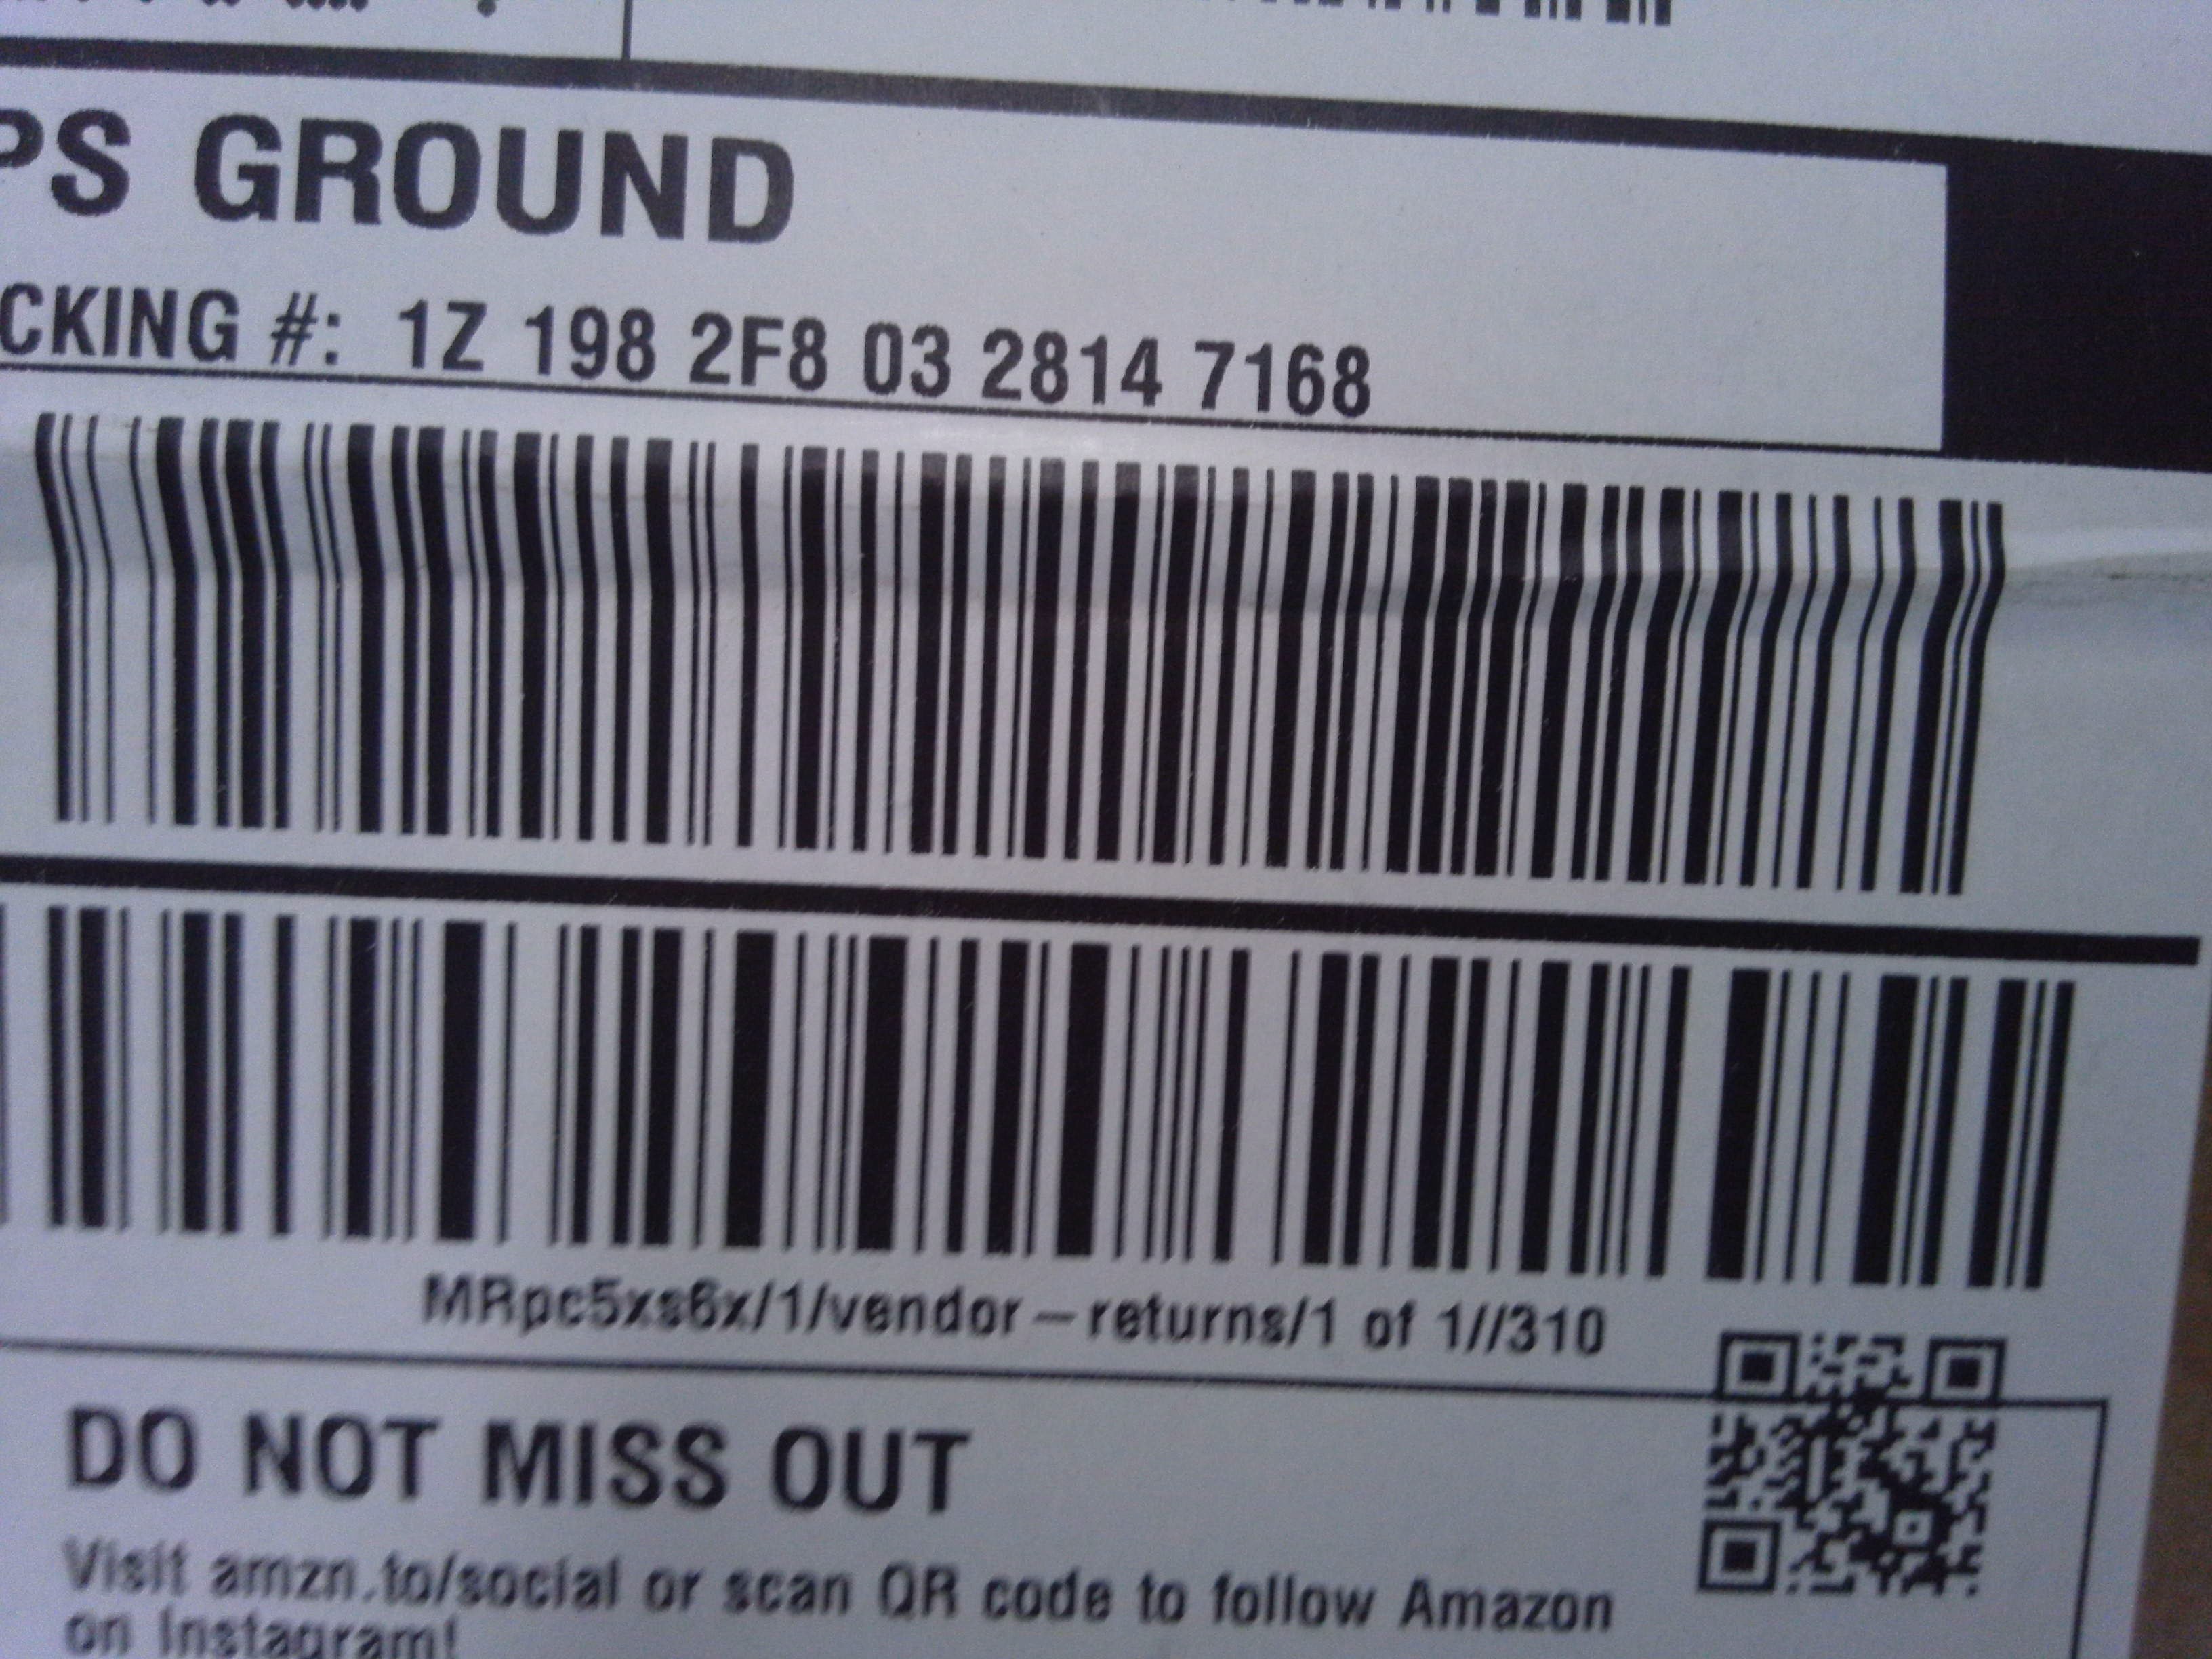 PS GROUND
CKING #: 1Z 198 2F8 03 2814 7168
MRpc5xs6x/1/vendor-returns/1 of 1//310
DO NOT MISS OUT
Visit amzn.to/social or scan QR code to follow Amazon
on Instagram!